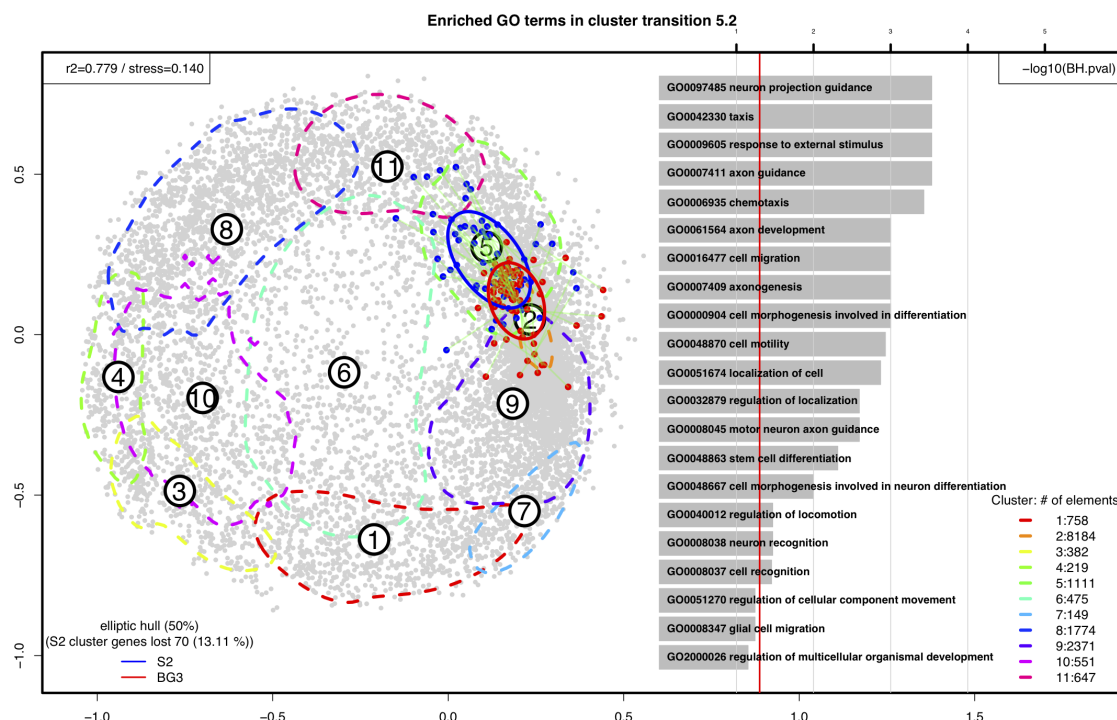 Enriched GO terms in cluster transition 5.2
1 2 3 4 5
r2=0.779 / stress=0.140
−log10(BH.pval)
GO0097485 neuron projection guidance
GO0042330 taxis
GO0009605 response to external stimulus
GO0007411 axon guidance
GO0006935 chemotaxis
GO0061564 axon development
GO0016477 cell migration
GO0007409 axonogenesis
GO0000904 cell morphogenesis involved in differentiation
GO0048870 cell motility
GO0051674 localization of cell
GO0032879 regulation of localization
GO0008045 motor neuron axon guidance
GO0048863 stem cell differentiation
GO0048667 cell morphogenesis involved in neuron differentiation
GO0040012 regulation of locomotion
GO0008038 neuron recognition
GO0008037 cell recognition
GO0051270 regulation of cellular component movement
GO0008347 glial cell migration
GO2000026 regulation of multicellular organismal development
Cluster: # of elements
1:758
2:8184
3:382
4:219
5:1111
6:475
7:149
8:1774
9:2371
10:551
11:647
11
8
5
2
4
6
10
9
3
7
1
elliptic hull (50%)
(S2 cluster genes lost 70 (13.11 %))
S2
BG3
0.5
0.0
−0.5
−1.0
−1.0 −0.5 0.0 0.5 1.0 1.5